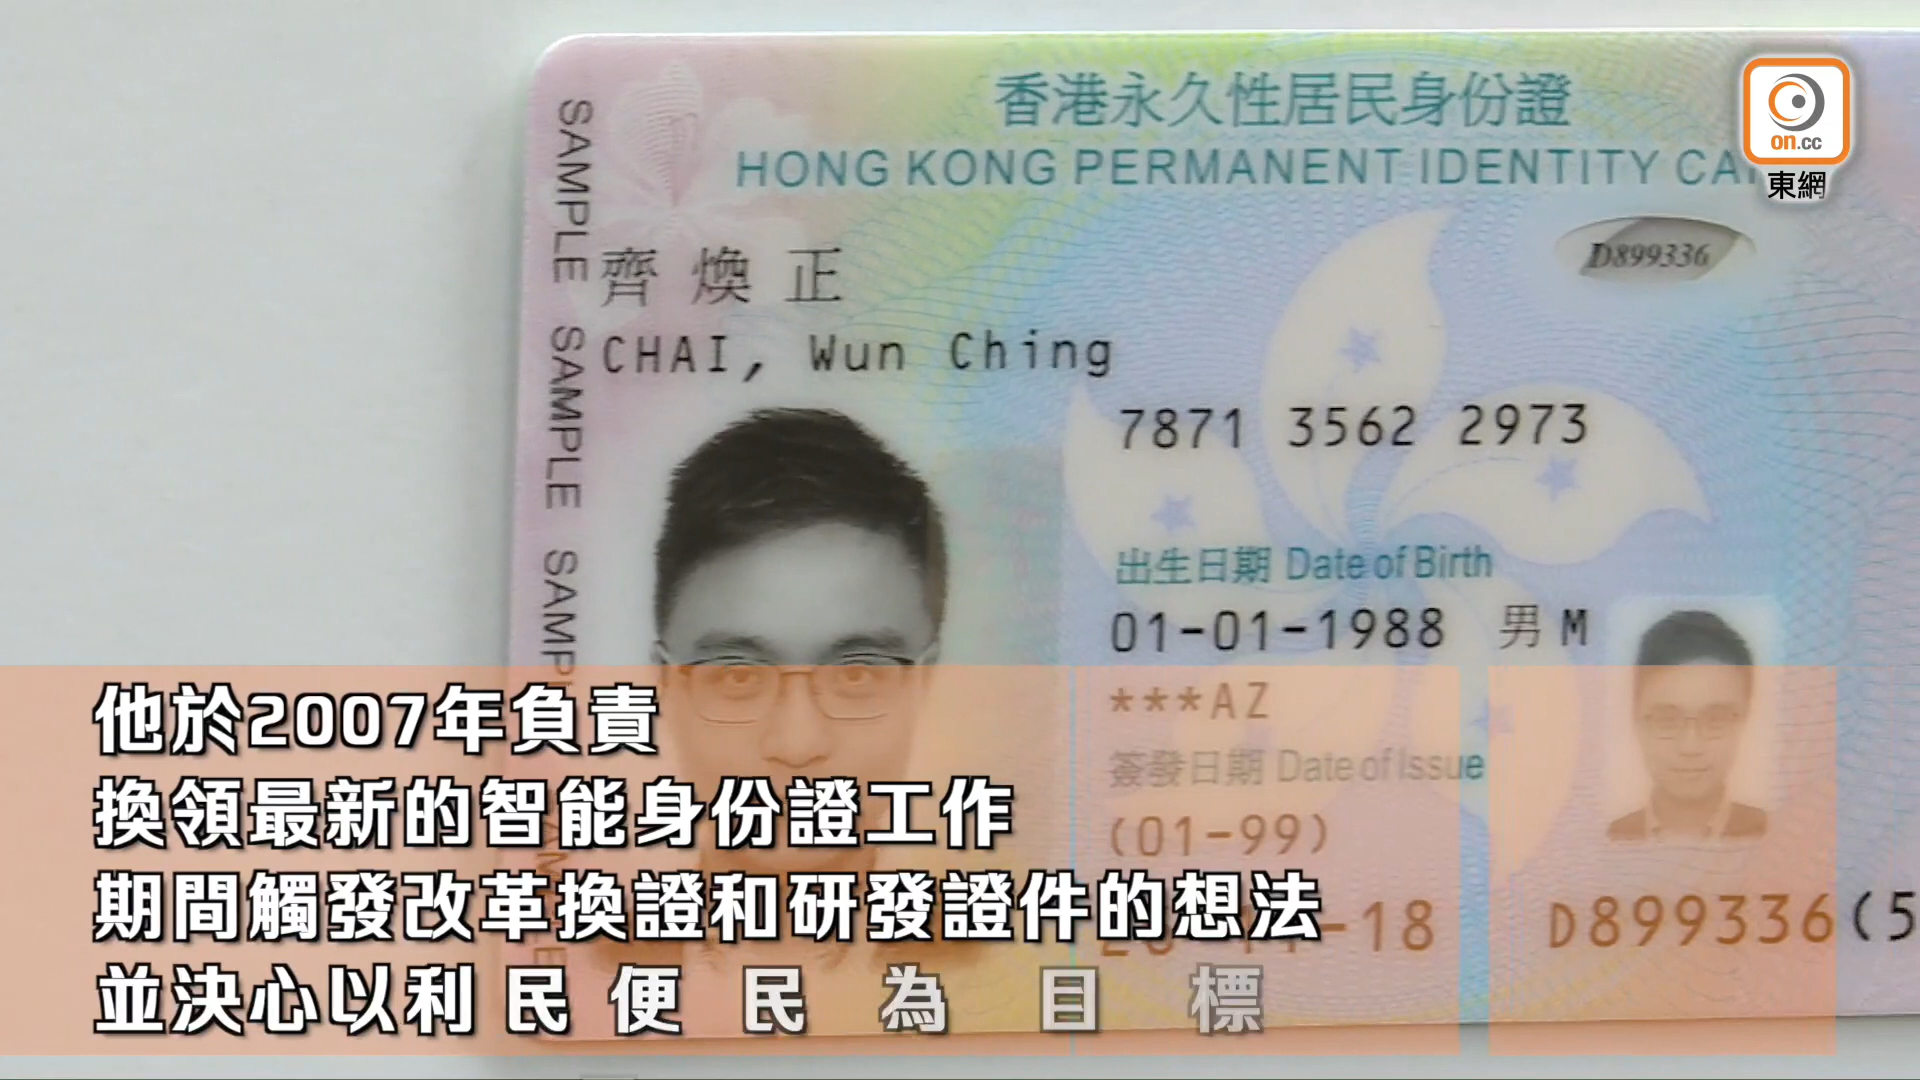 香港永久性居民身份證
HONG KONG PERMANENT IDENTITY CA
on.cc
東網
D899336
SAMPLE SAMPLE SAMP
齊煥正
CHAI, Wun Ching
7871 3562 2973
出生日期 Date of Birth
01-01-1988 男 M
***AZ
簽發日期 Date of Issue
(01-99)
-18
D899336(5
他於2007年負責
換領最新的智能身份證工作
期間觸發改革換證和研發證件的想法
並決心以利民便民為目標